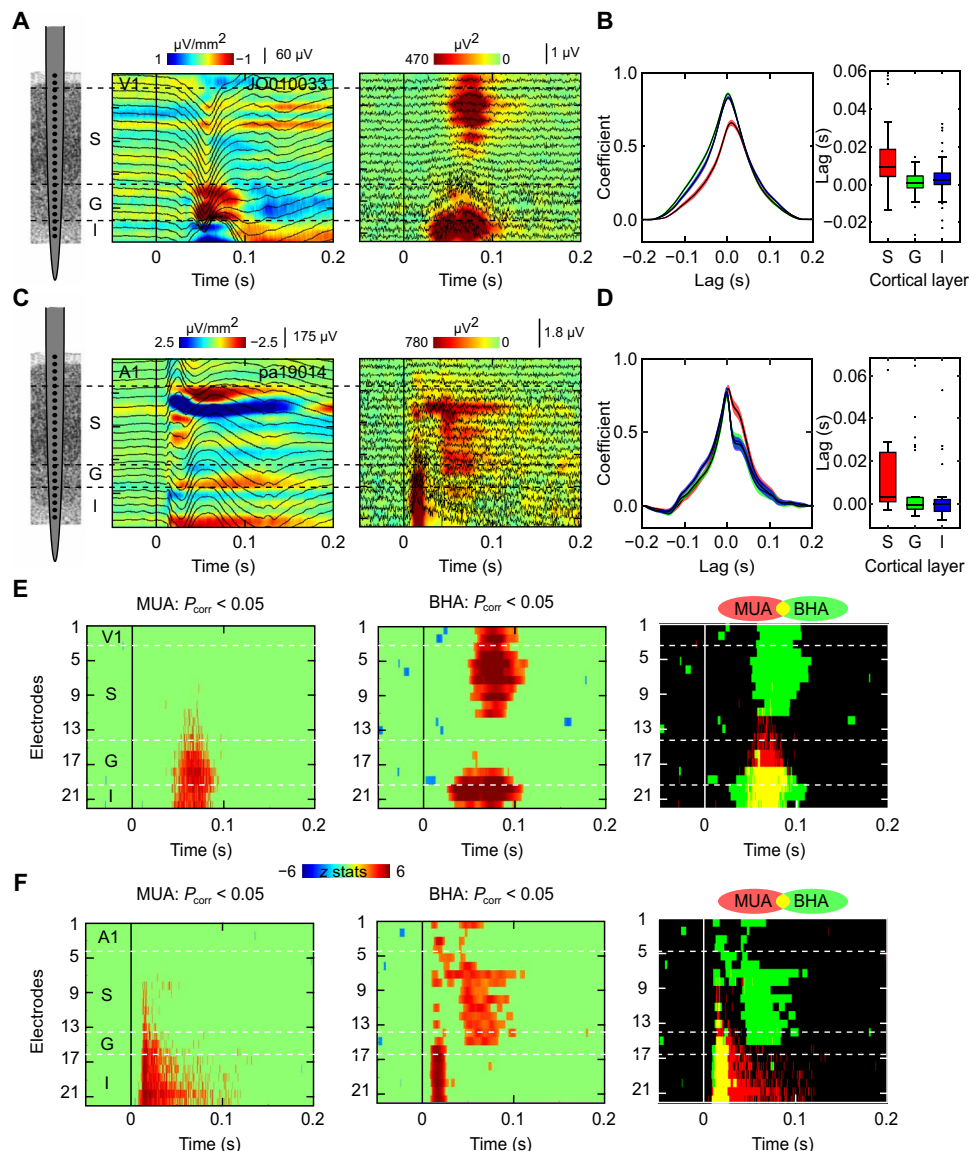 A
µV/mm2
1 −1
60 µV
V1 JO010033
S
G
I
0 0.1 0.2
Time (s)
µV2
470 0
1 µV
0 0.1 0.2
Time (s)
B
Coefficient
1.0
0.5
0.0
−0.2 −0.1 0.0 0.1 0.2
Lag (s)
Lag (s)
0.06
0.04
0.02
0.00
−0.02
S G I
Cortical layer
C
µV/mm2
2.5 −2.5
175 µV
A1 pa19014
S
G
I
0 0.1 0.2
Time (s)
µV2
780 0
1.8 µV
0 0.1 0.2
Time (s)
D
Coefficient
1.0
0.5
0.0
−0.2 −0.1 0.0 0.1 0.2
Lag (s)
Lag (s)
0.06
0.04
0.02
0.00
S G I
Cortical layer
E
MUA: Pcorr < 0.05
Electrodes
1
5
9
13
17
21
V1
S
G
I
0 0.1 0.2
Time (s)
BHA: Pcorr < 0.05
1
5
9
13
17
21
0 0.1 0.2
Time (s)
MUA BHA
1
5
9
13
17
21
0 0.1 0.2
Time (s)
−6 z stats 6
F
MUA: Pcorr < 0.05
Electrodes
1
5
9
13
17
21
A1
S
G
I
0 0.1 0.2
Time (s)
BHA: Pcorr < 0.05
1
5
9
13
17
21
0 0.1 0.2
Time (s)
MUA BHA
1
5
9
13
17
21
0 0.1 0.2
Time (s)